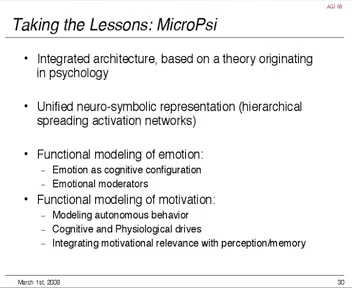 AGI 08
Taking the Lessons: MicroPsi
• Integrated architecture, based on a theory originating
in psychology
• Unified neuro-symbolic representation (hierarchical
spreading activation networks)
• Functional modeling of emotion:
– Emotion as cognitive configuration
– Emotional moderators
• Functional modeling of motivation:
– Modeling autonomous behavior
– Cognitive and Physiological drives
– Integrating motivational relevance with perception/memory
March 1st, 2008
30